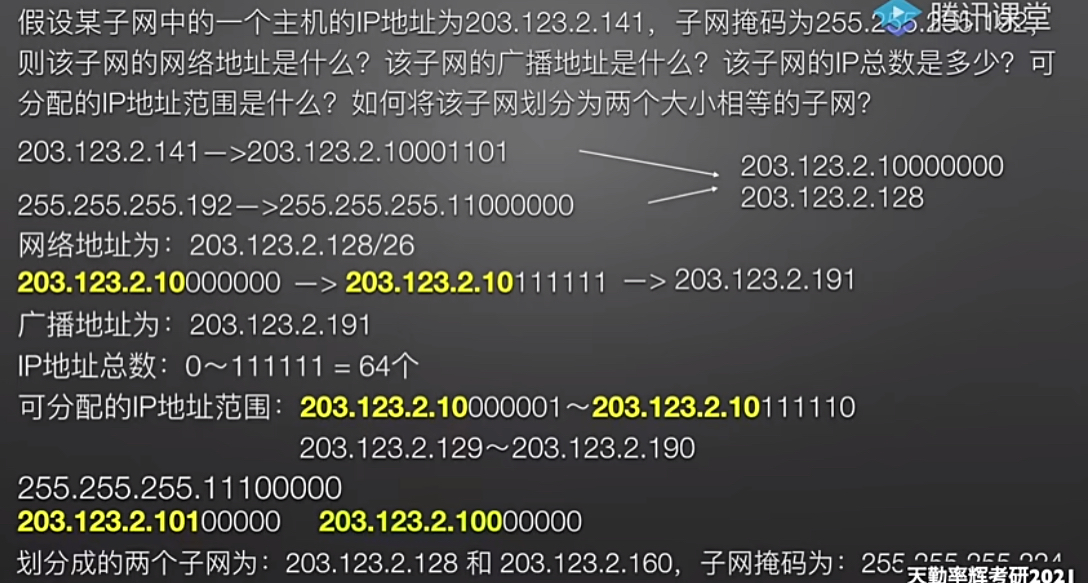 假设某子网中的一个主机的IP地址为203.123.2.141，子网掩码为255.255.255.192，
腾讯课堂
则该子网的网络地址是什么？该子网的广播地址是什么？该子网的IP总数是多少？可
分配的IP地址范围是什么？如何将该子网划分为两个大小相等的子网？
203.123.2.141—>203.123.2.10001101
203.123.2.10000000
203.123.2.128
255.255.255.192—>255.255.255.11000000
网络地址为：203.123.2.128/26
203.123.2.10000000 —> 203.123.2.10111111 —> 203.123.2.191
广播地址为：203.123.2.191
IP地址总数：0～111111 = 64个
可分配的IP地址范围：203.123.2.10000001～203.123.2.10111110
203.123.2.129～203.123.2.190
255.255.255.11100000
203.123.2.10100000 203.123.2.10000000
划分成的两个子网为：203.123.2.128 和 203.123.2.160，子网掩码为：255.255.255.224
天勤率辉考研2021